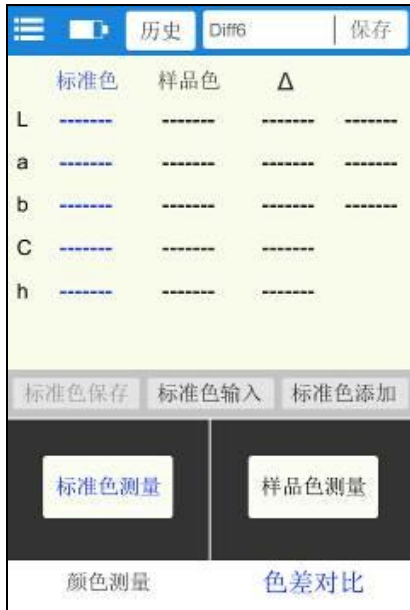 历史 Diff6 保存
标准色 样品色 Δ
L ------- ------- ------- -------
a ------- ------- ------- -------
b ------- ------- ------- -------
C ------- ------- -------
h ------- ------- -------
标准色保存 标准色输入 标准色添加
标准色测量 样品色测量
颜色测量 色差对比